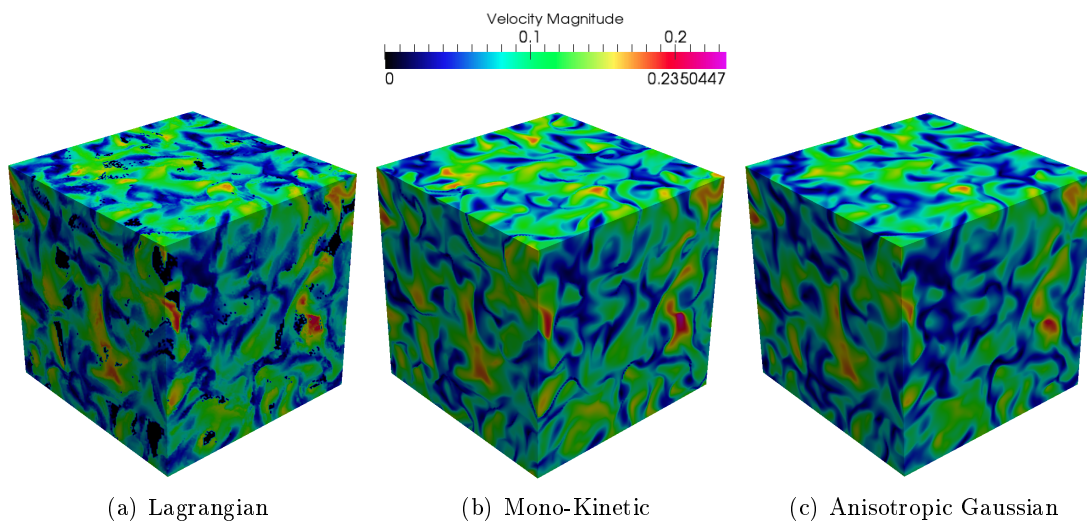 Velocity Magnitude
0.1 0.2
0 0.2350447
(a) Lagrangian (b) Mono-Kinetic (c) Anisotropic Gaussian